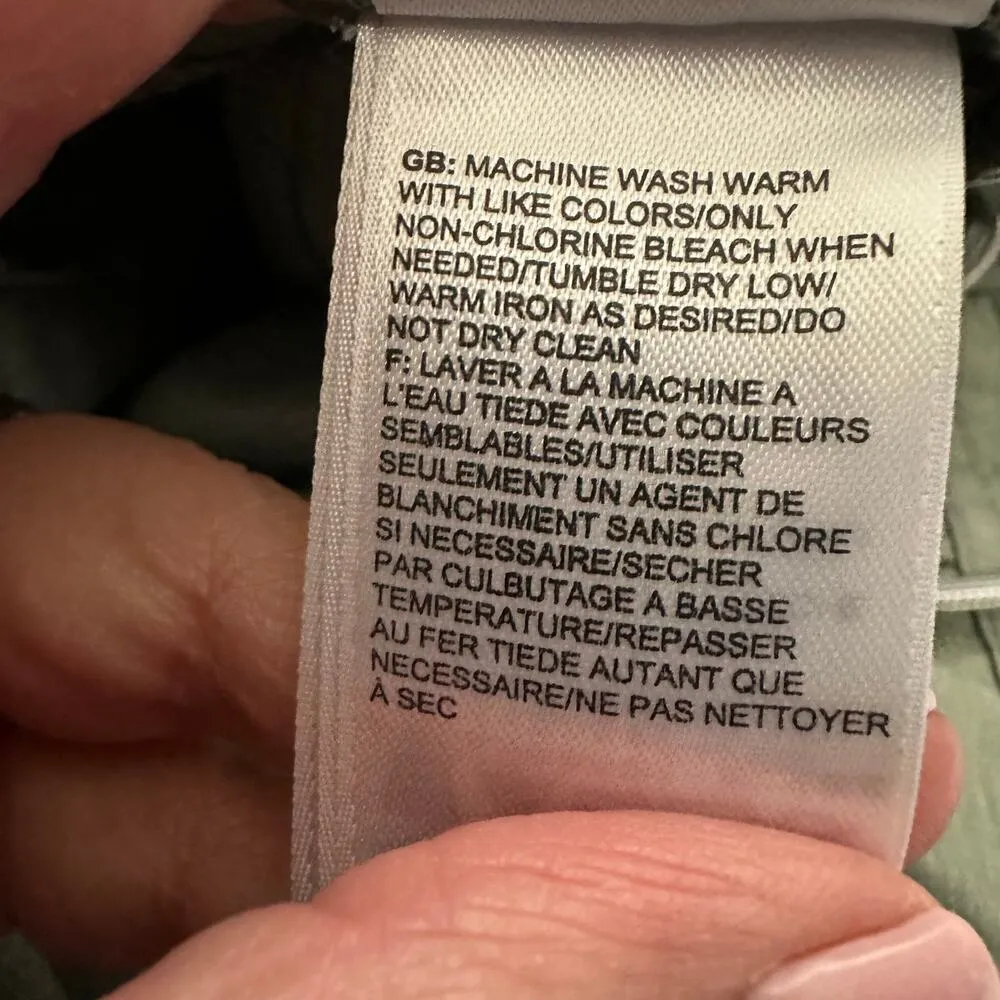 GB: MACHINE WASH WARM
WITH LIKE COLORS/ONLY
NON-CHLORINE BLEACH WHEN
NEEDED/TUMBLE DRY LOW/
WARM IRON AS DESIRED/DO
NOT DRY CLEAN
F: LAVER A LA MACHINE A
L'EAU TIEDE AVEC COULEURS
SEMBLABLES/UTILISER
SEULEMENT UN AGENT DE
BLANCHIMENT SANS CHLORE
SI NECESSAIRE/SECHER
PAR CULBUTAGE A BASSE
TEMPERATURE/REPASSER
AU FER TIEDE AUTANT QUE
NECESSAIRE/NE PAS NETTOYER
À SEC